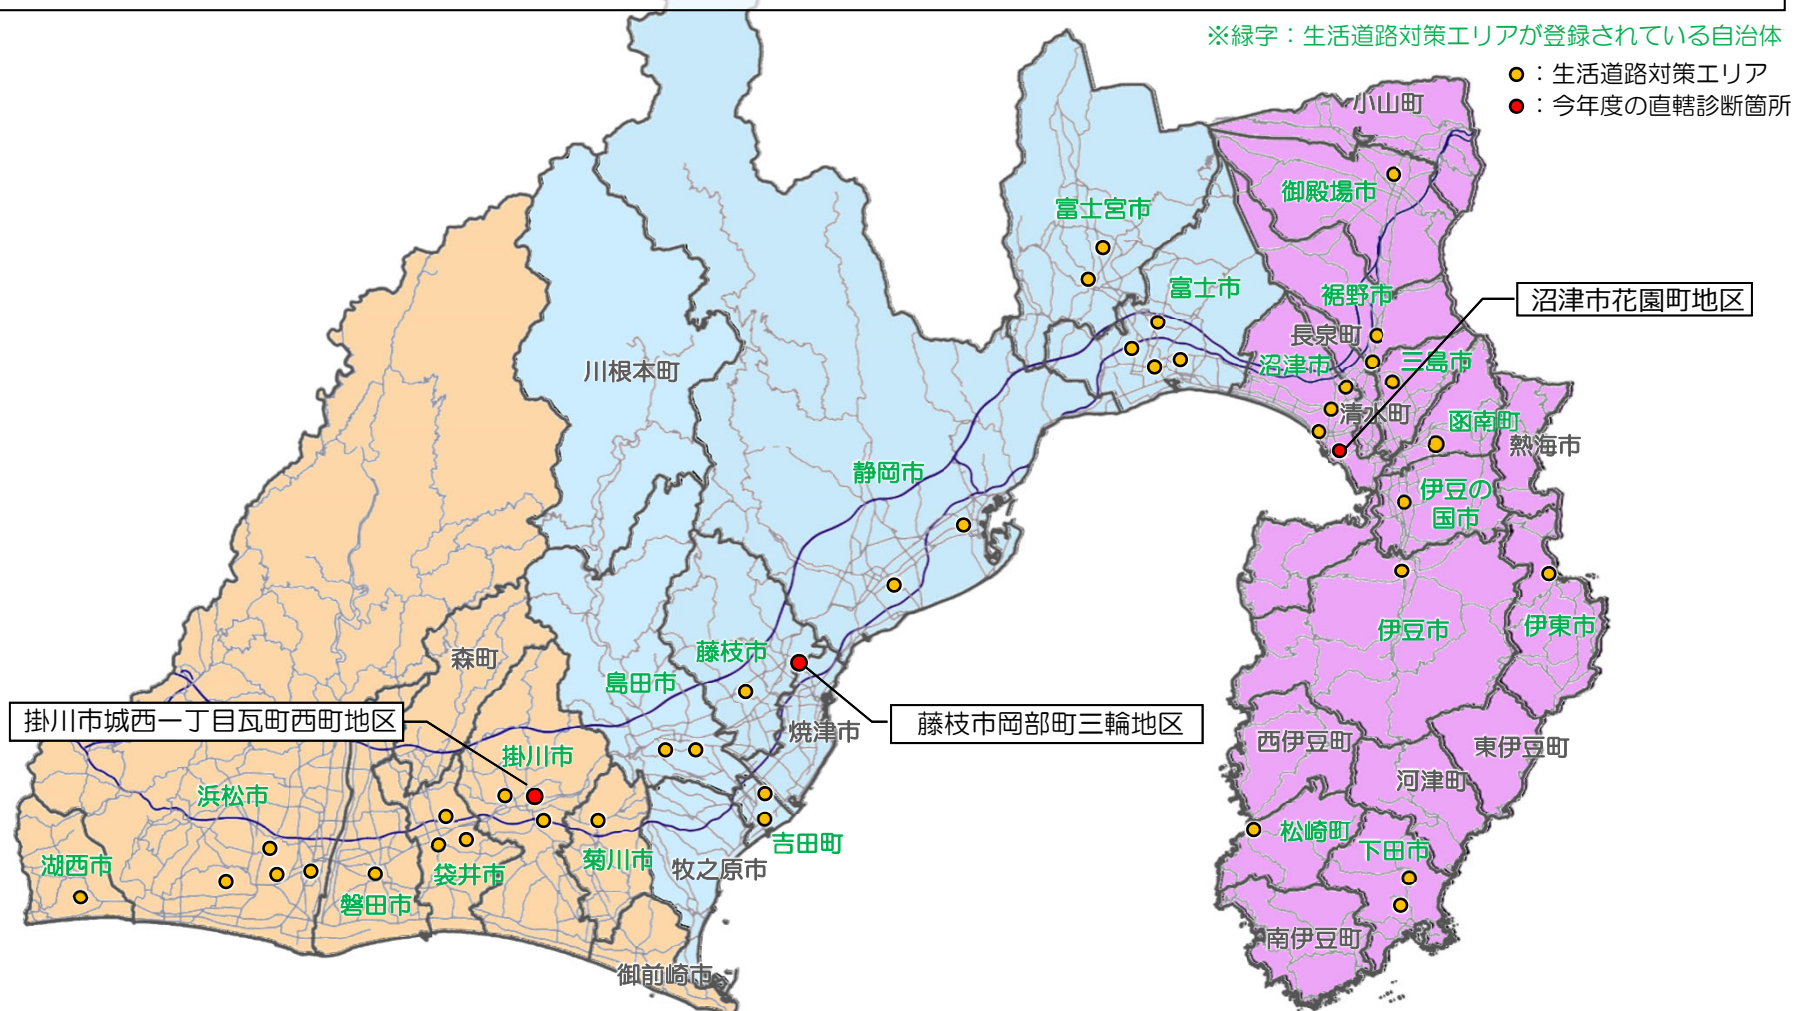 ※緑字：生活道路対策エリアが登録されている自治体
：生活道路対策エリア
：今年度の直轄診断箇所
小山町
御殿場市
富士宮市
富士市
裾野市
沼津市花園町地区
長泉町
沼津市
三島市
川根本町
清水町
函南町
熱海市
静岡市
伊豆の
国市
伊豆市
伊東市
藤枝市
森町
島田市
掛川市城西一丁目瓦町西町地区
藤枝市岡部町三輪地区
焼津市
西伊豆町
東伊豆町
掛川市
河津町
浜松市
松崎町
下田市
吉田町
湖西市
袋井市
菊川市
牧之原市
磐田市
南伊豆町
御前崎市